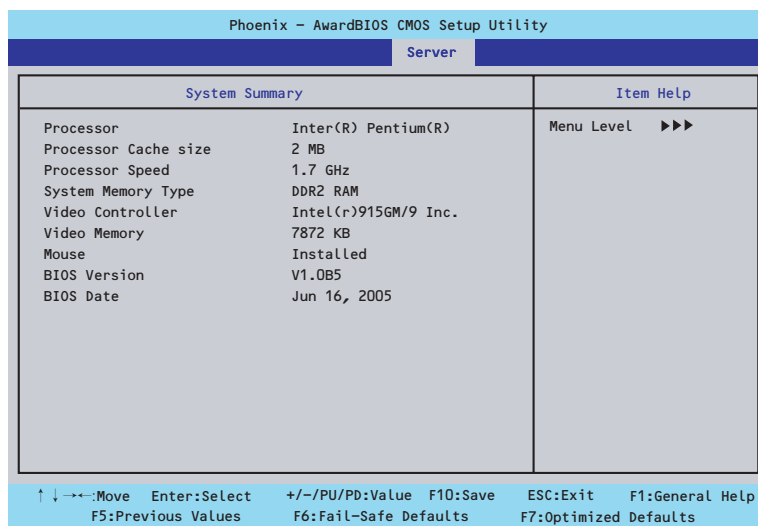 Phoenix – AwardBIOS CMOS Setup Utility
Server
System Summary
Item Help
Processor Inter(R) Pentium(R)
Menu Level ▶▶▶
Processor Cache size 2 MB
Processor Speed 1.7 GHz
System Memory Type DDR2 RAM
Video Controller Intel(r)915GM/9 Inc.
Video Memory 7872 KB
Mouse Installed
BIOS Version V1.0B5
BIOS Date Jun 16, 2005
↑↓→←:Move Enter:Select +/-/PU/PD:Value F10:Save ESC:Exit F1:General Help
F5:Previous Values F6:Fail-Safe Defaults F7:Optimized Defaults